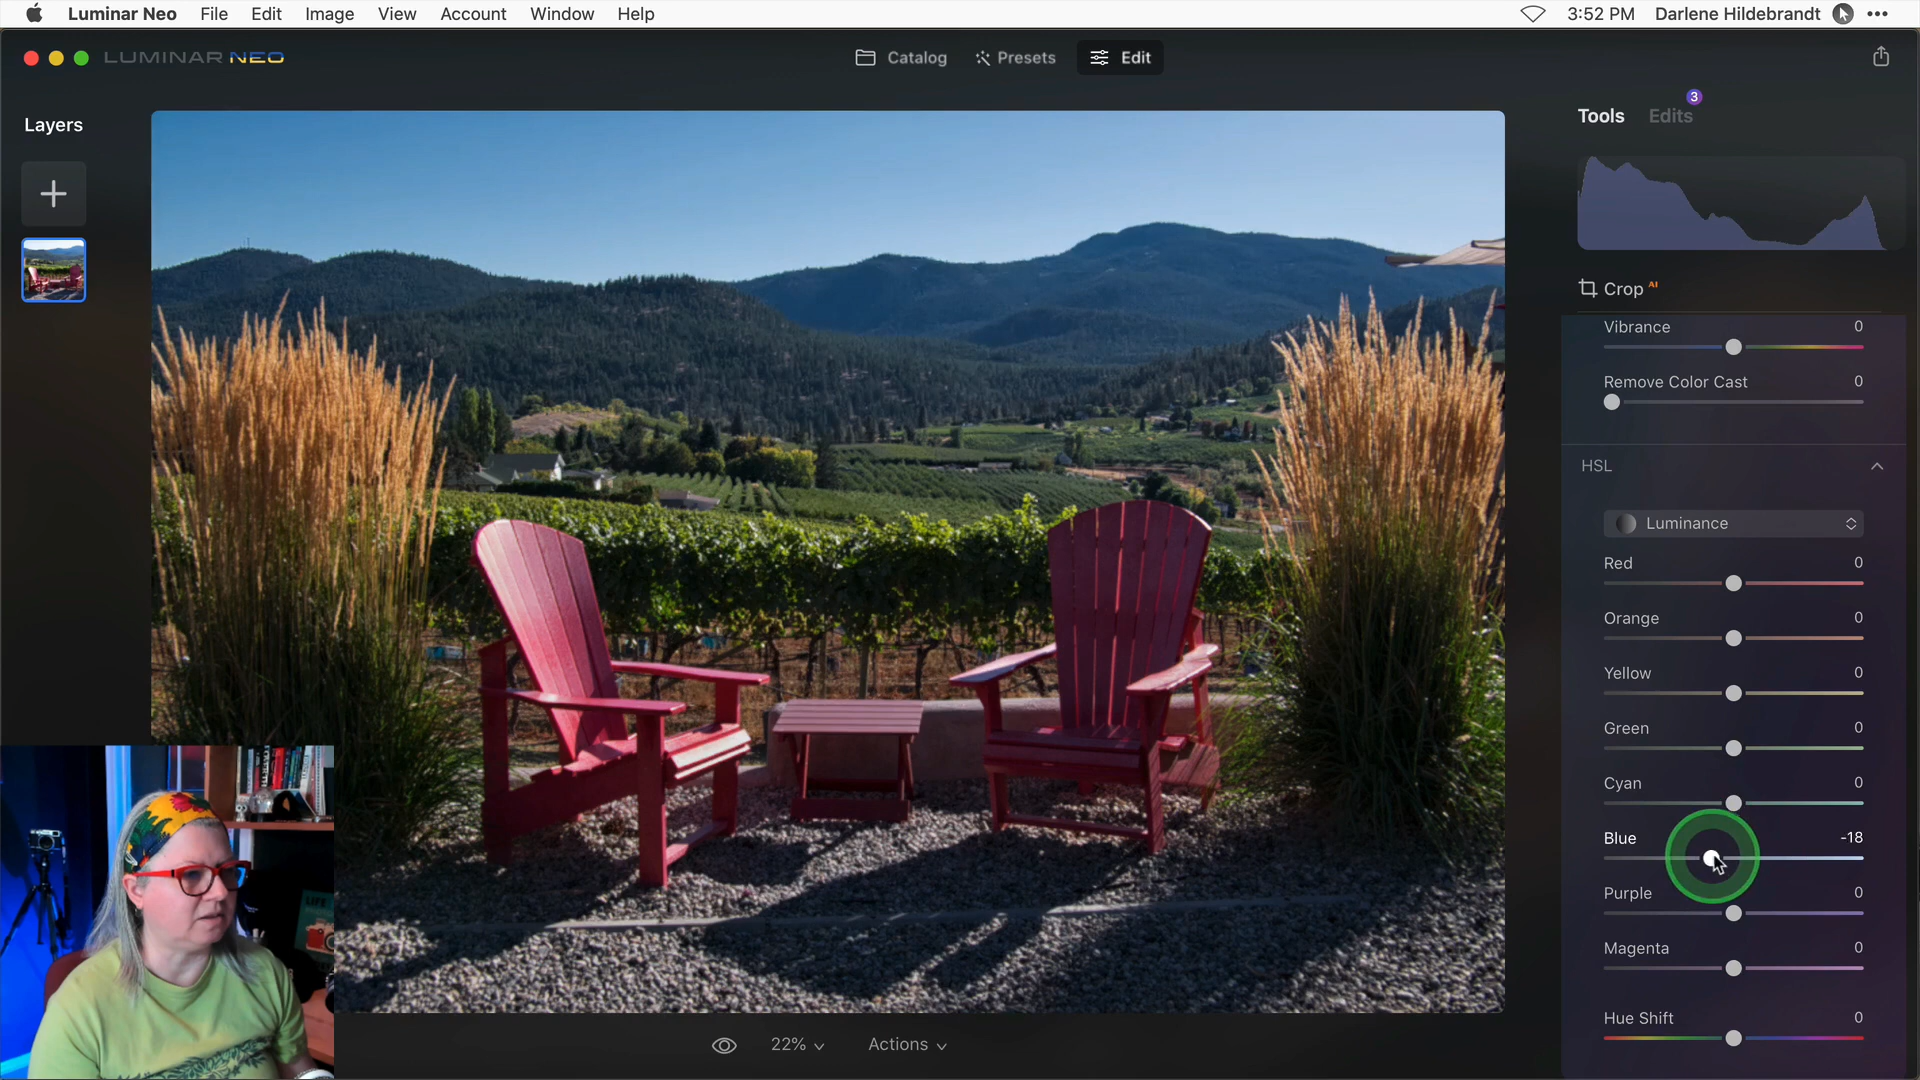 Luminar Neo File Edit Image View Account Window Help 3:52 PM Darlene Hildebrandt
LUMINAR NEO Catalog Presets Edit
Layers
Tools Edits 3
Crop AI
Vibrance 0
Remove Color Cast 0
HSL
Luminance
Red 0
Orange 0
Yellow 0
Green 0
Cyan 0
Blue -18
Purple 0
Magenta 0
Hue Shift 0
LIFE
22% Actions